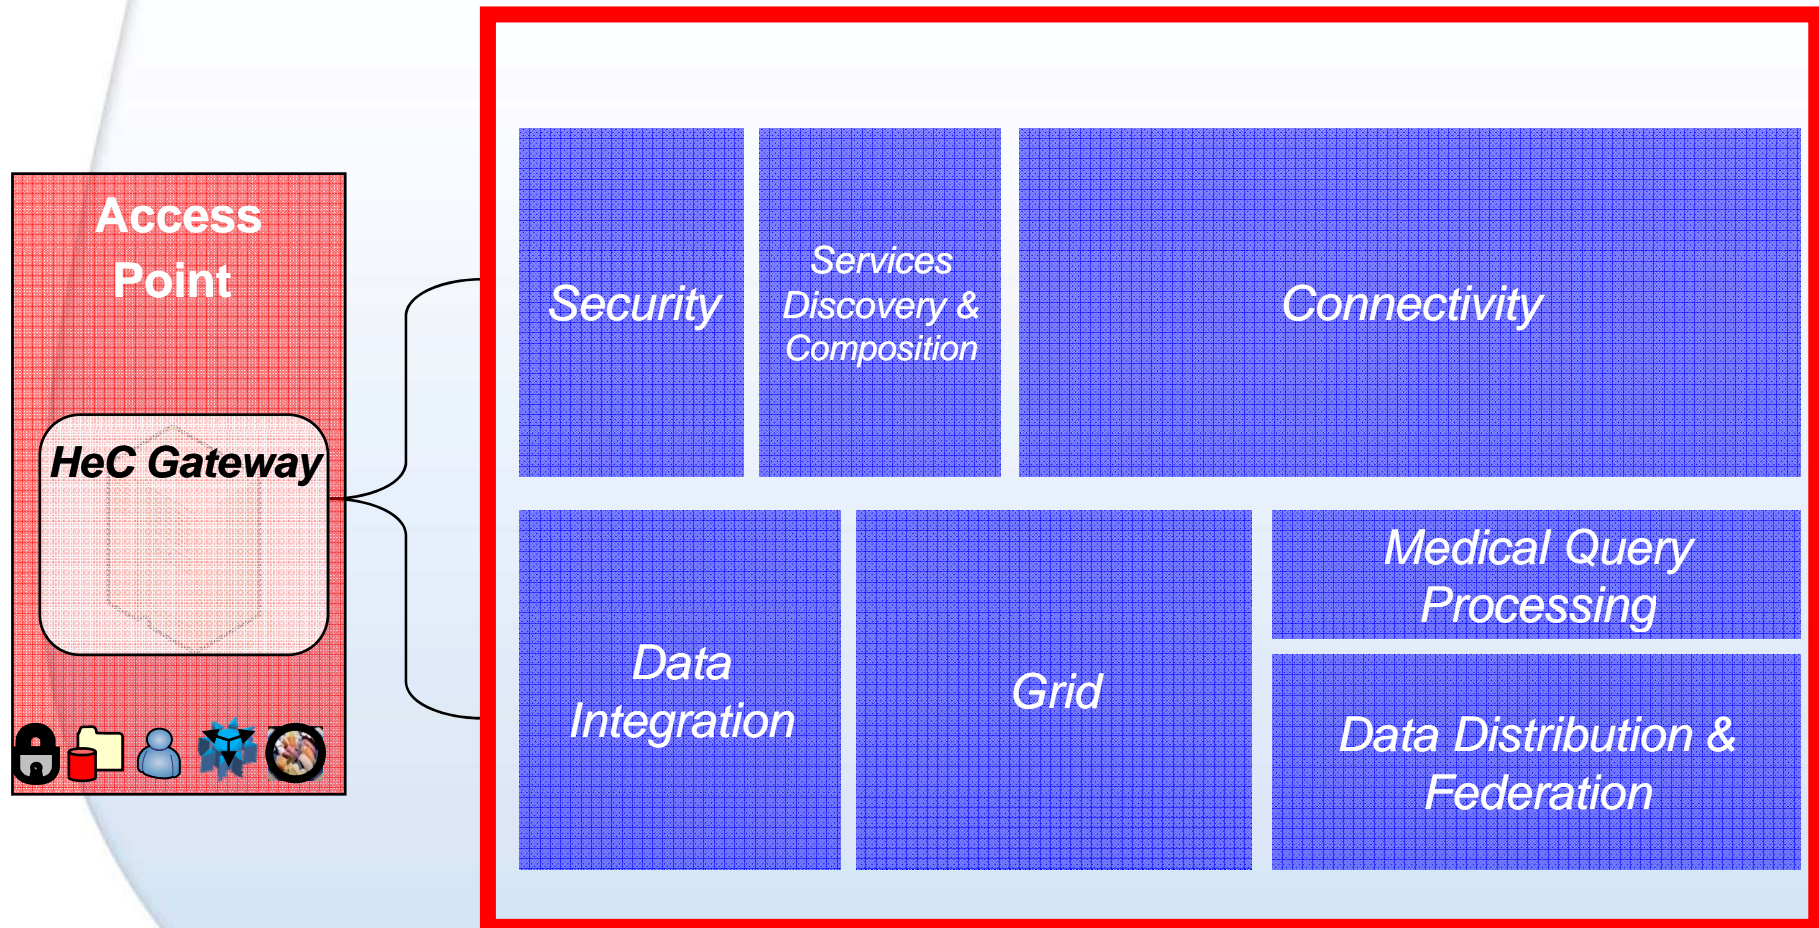 Access
Point
HeC Gateway
Security
Services
Discovery &
Composition
Connectivity
Data
Integration
Grid
Medical Query
Processing
Data Distribution &
Federation